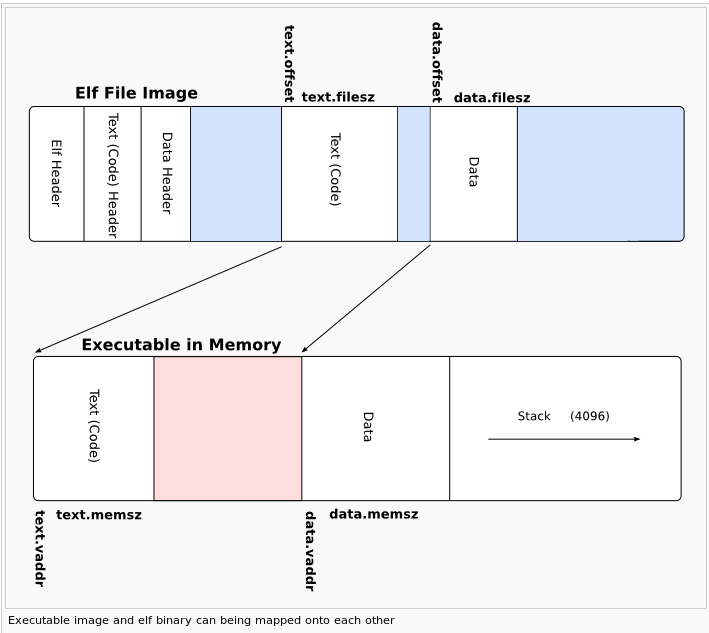 text.offset
data.offset
Elf File Image
text.filesz
data.filesz
Elf Header
Text (Code) Header
Data Header
Text (Code)
Data
Executable in Memory
Text (Code)
Data
Stack (4096)
text.vaddr
text.memsz
data.vaddr
data.memsz
Executable image and elf binary can being mapped onto each other